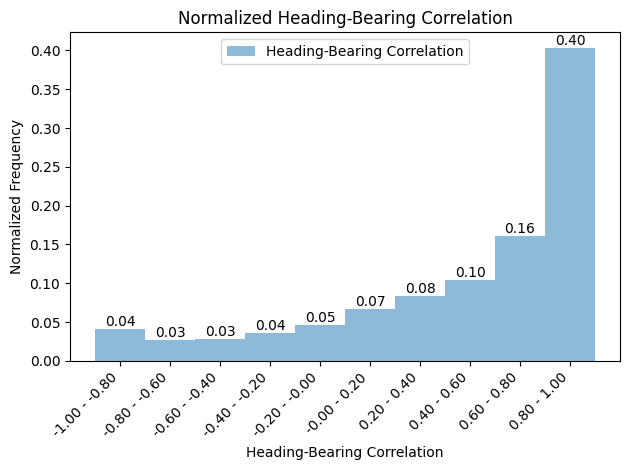 Normalized Heading-Bearing Correlation
Heading-Bearing Correlation
Normalized Frequency
0.40
0.35
0.30
0.25
0.20
0.15
0.10
0.05
0.00
0.04
0.03
0.03
0.04
0.05
0.07
0.08
0.10
0.16
0.40
-1.00 - -0.80
-0.80 - -0.60
-0.60 - -0.40
-0.40 - -0.20
-0.20 - -0.00
-0.00 - 0.20
0.20 - 0.40
0.40 - 0.60
0.60 - 0.80
0.80 - 1.00
Heading-Bearing Correlation